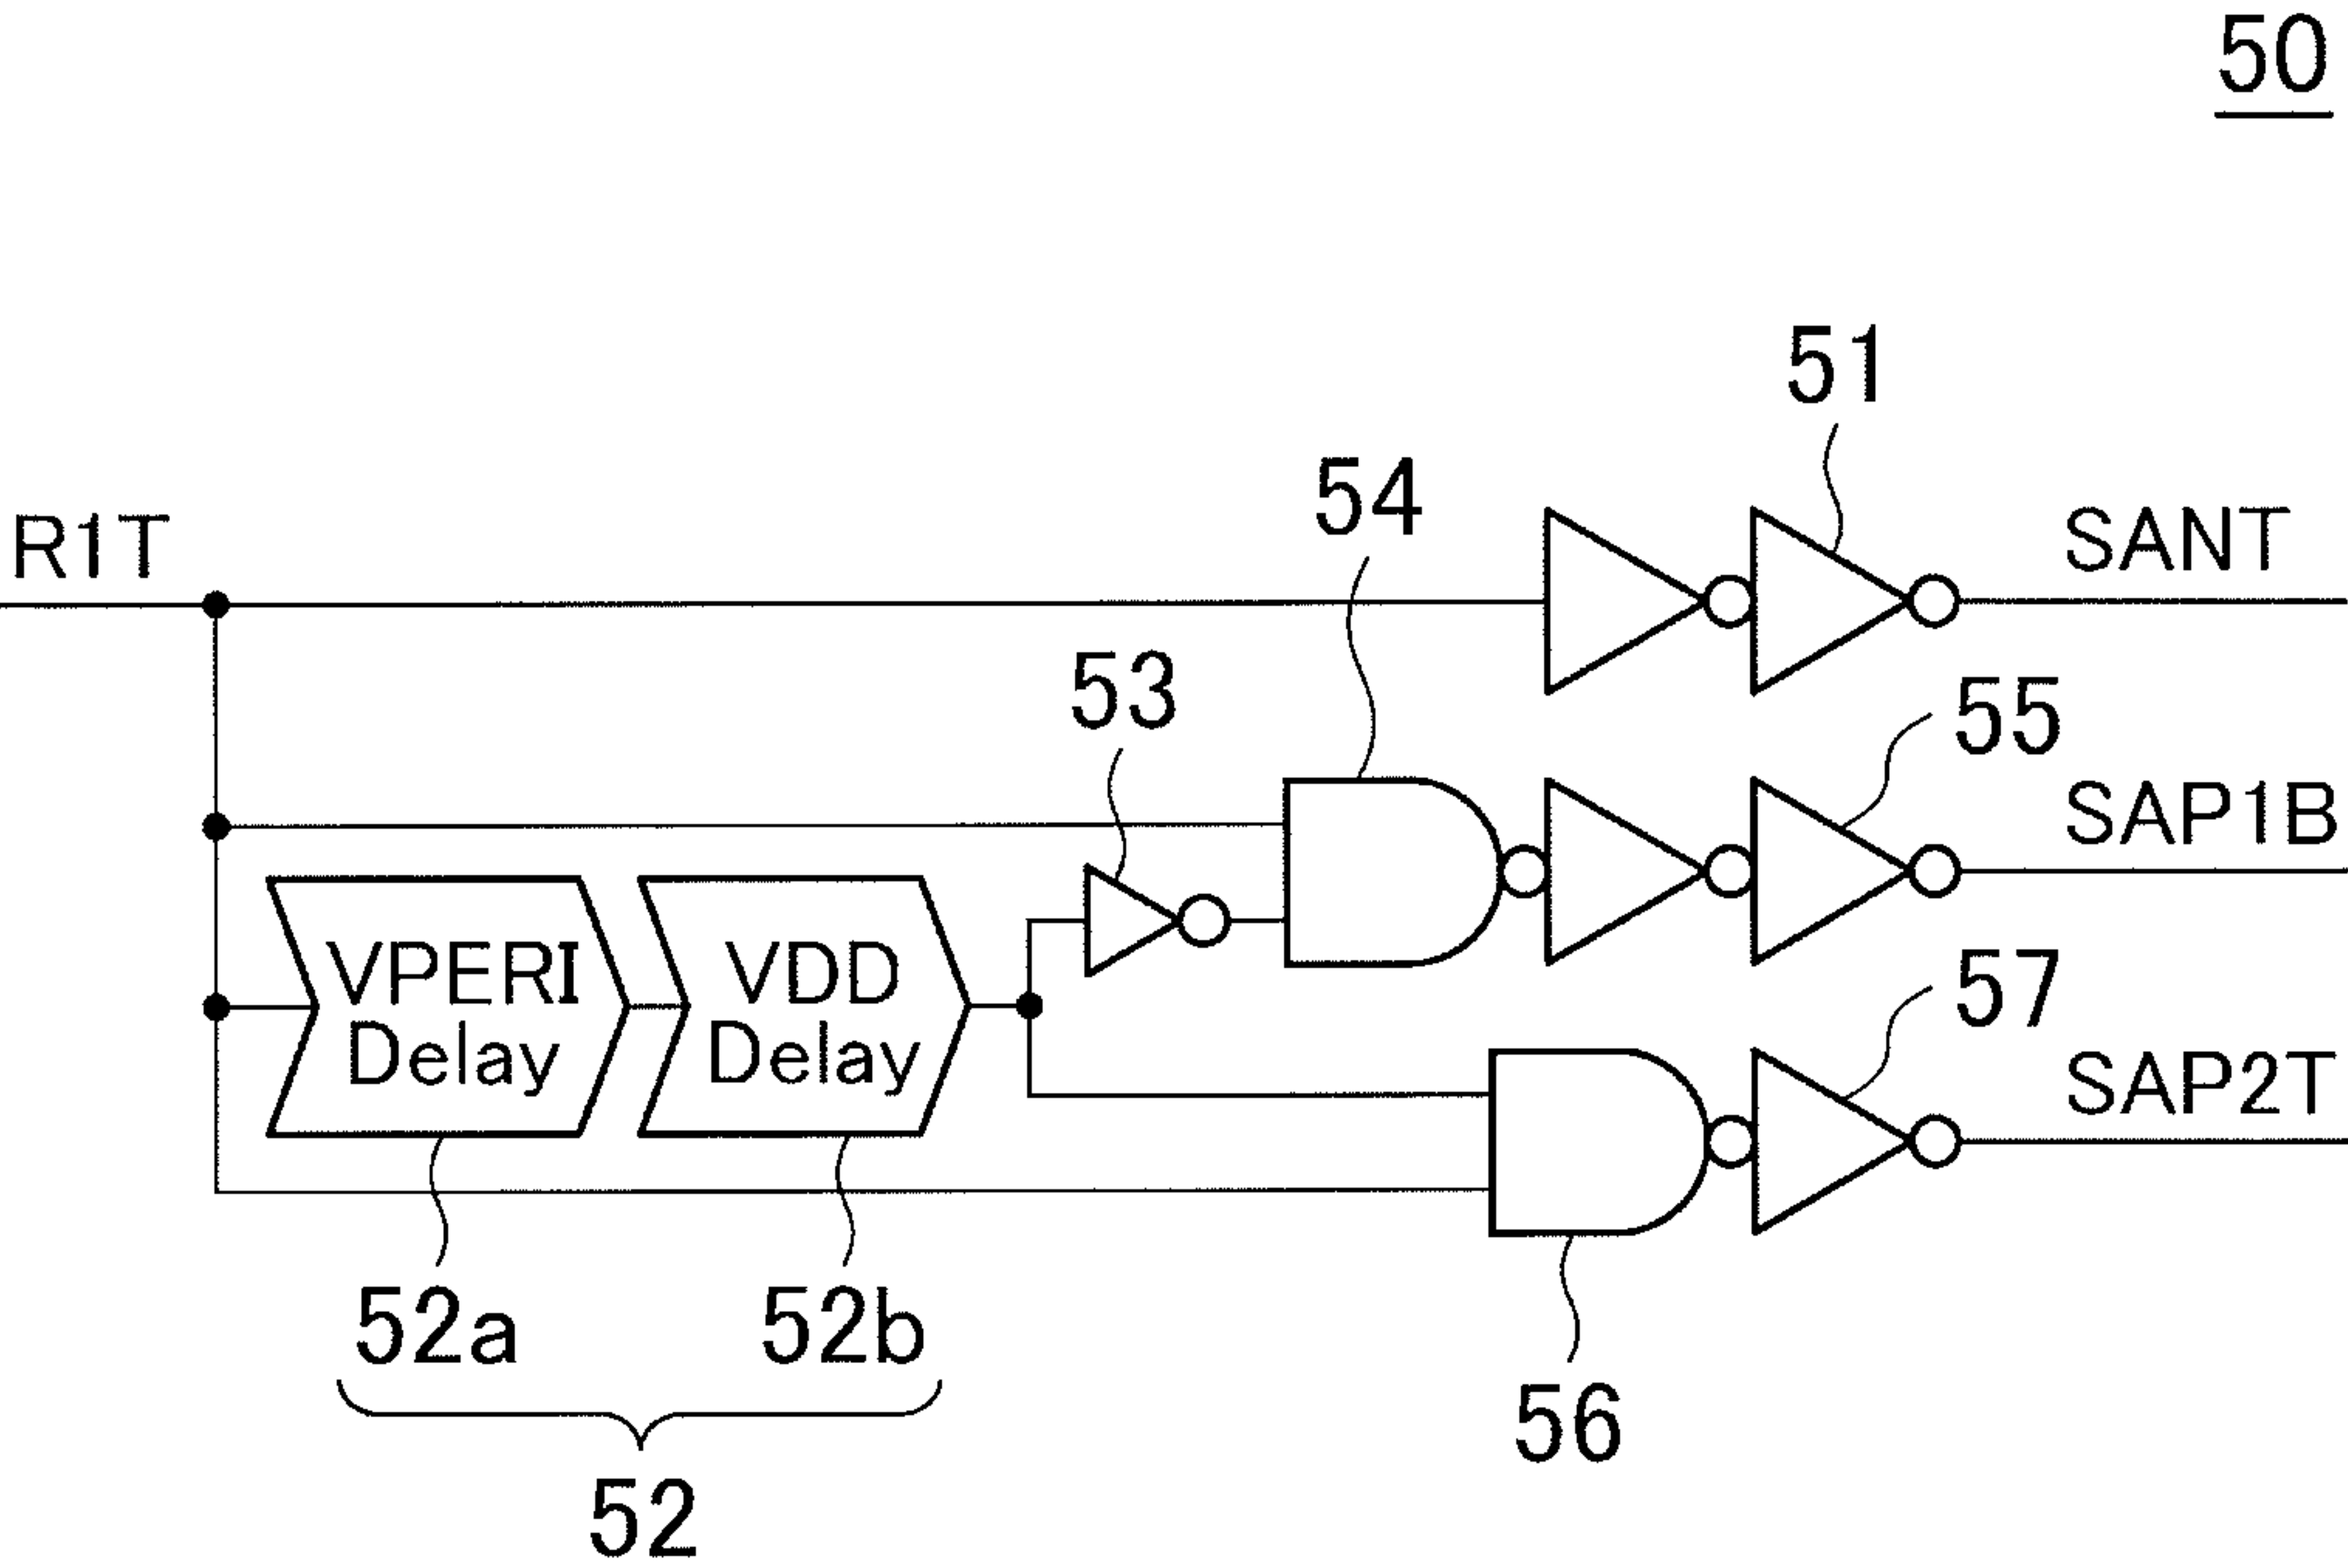 50
51
54
R1T
SANT
53
55
SAP1B
VPERI
Delay
VDD
Delay
57
SAP2T
52a
52b
56
52